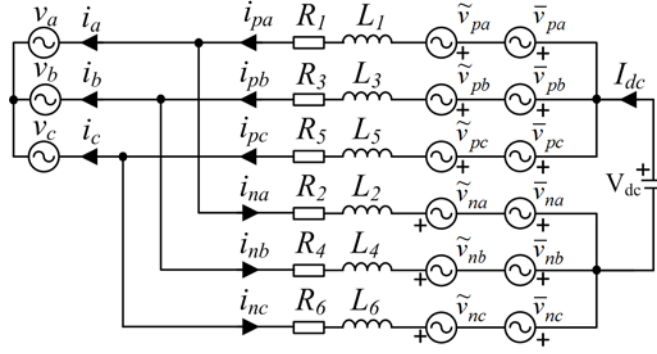 v_a i_a i_pa R_1 L_1 ṽ_pa v̄_pa
+ +
v_b i_b i_pb R_3 L_3 ṽ_pb v̄_pb I_dc
+ +
v_c i_c i_pc R_5 L_5 ṽ_pc v̄_pc
+ + +
V_dc
i_na R_2 L_2 ṽ_na v̄_na
+ +
i_nb R_4 L_4 ṽ_nb v̄_nb
+ +
i_nc R_6 L_6 ṽ_nc v̄_nc
+ +